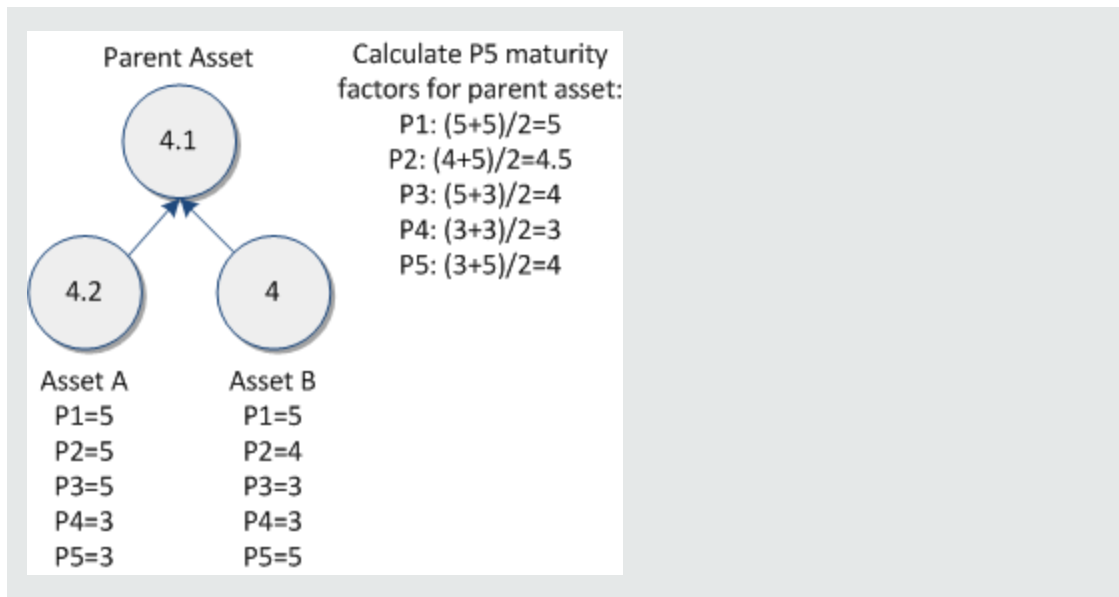 Parent Asset
4.1
4.2
4
Asset A
P1=5
P2=5
P3=5
P4=3
P5=3
Asset B
P1=5
P2=4
P3=3
P4=3
P5=5
Calculate P5 maturity
factors for parent asset:
P1: (5+5)/2=5
P2: (4+5)/2=4.5
P3: (5+3)/2=4
P4: (3+3)/2=3
P5: (3+5)/2=4